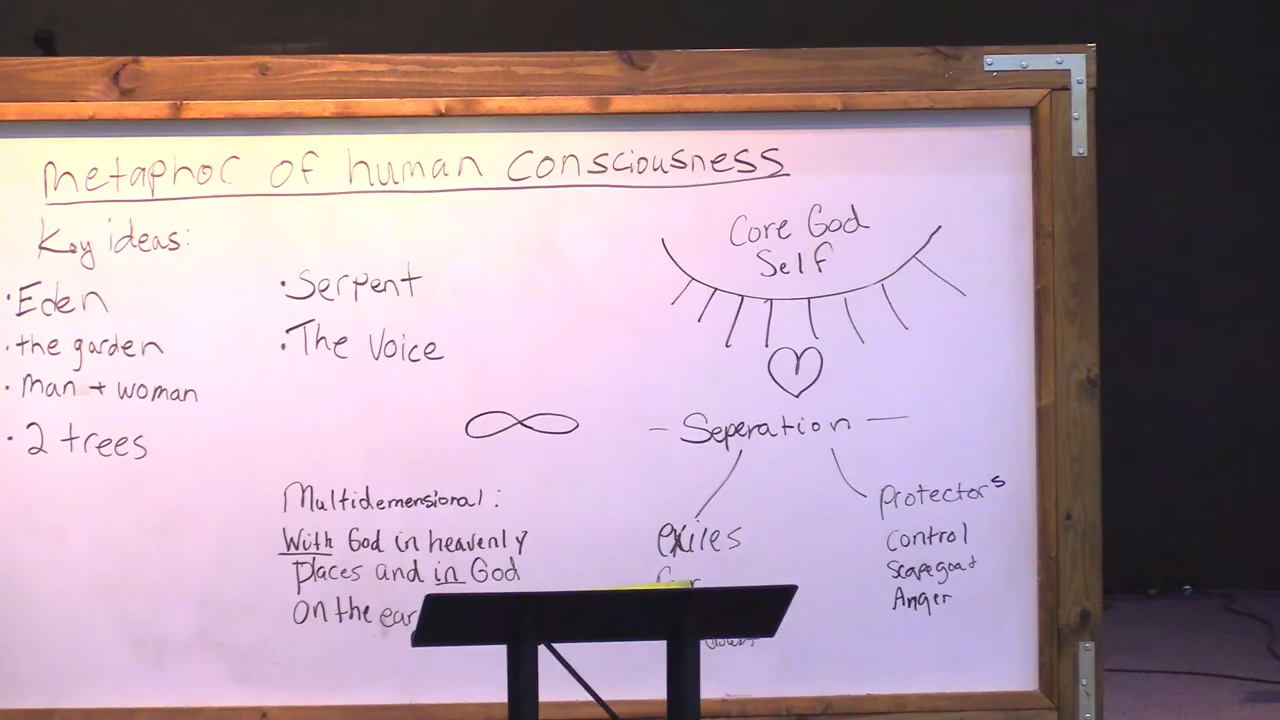 metaphor of human consciousness
Key ideas:
• Eden
• the garden
• man + woman
• 2 trees
• Serpent
• The Voice
Multidemensional:
With God in heavenly
places and in God
on the
Core God
Self
- Seperation -
exiles
Protectors
Control
Scapegoat
Anger